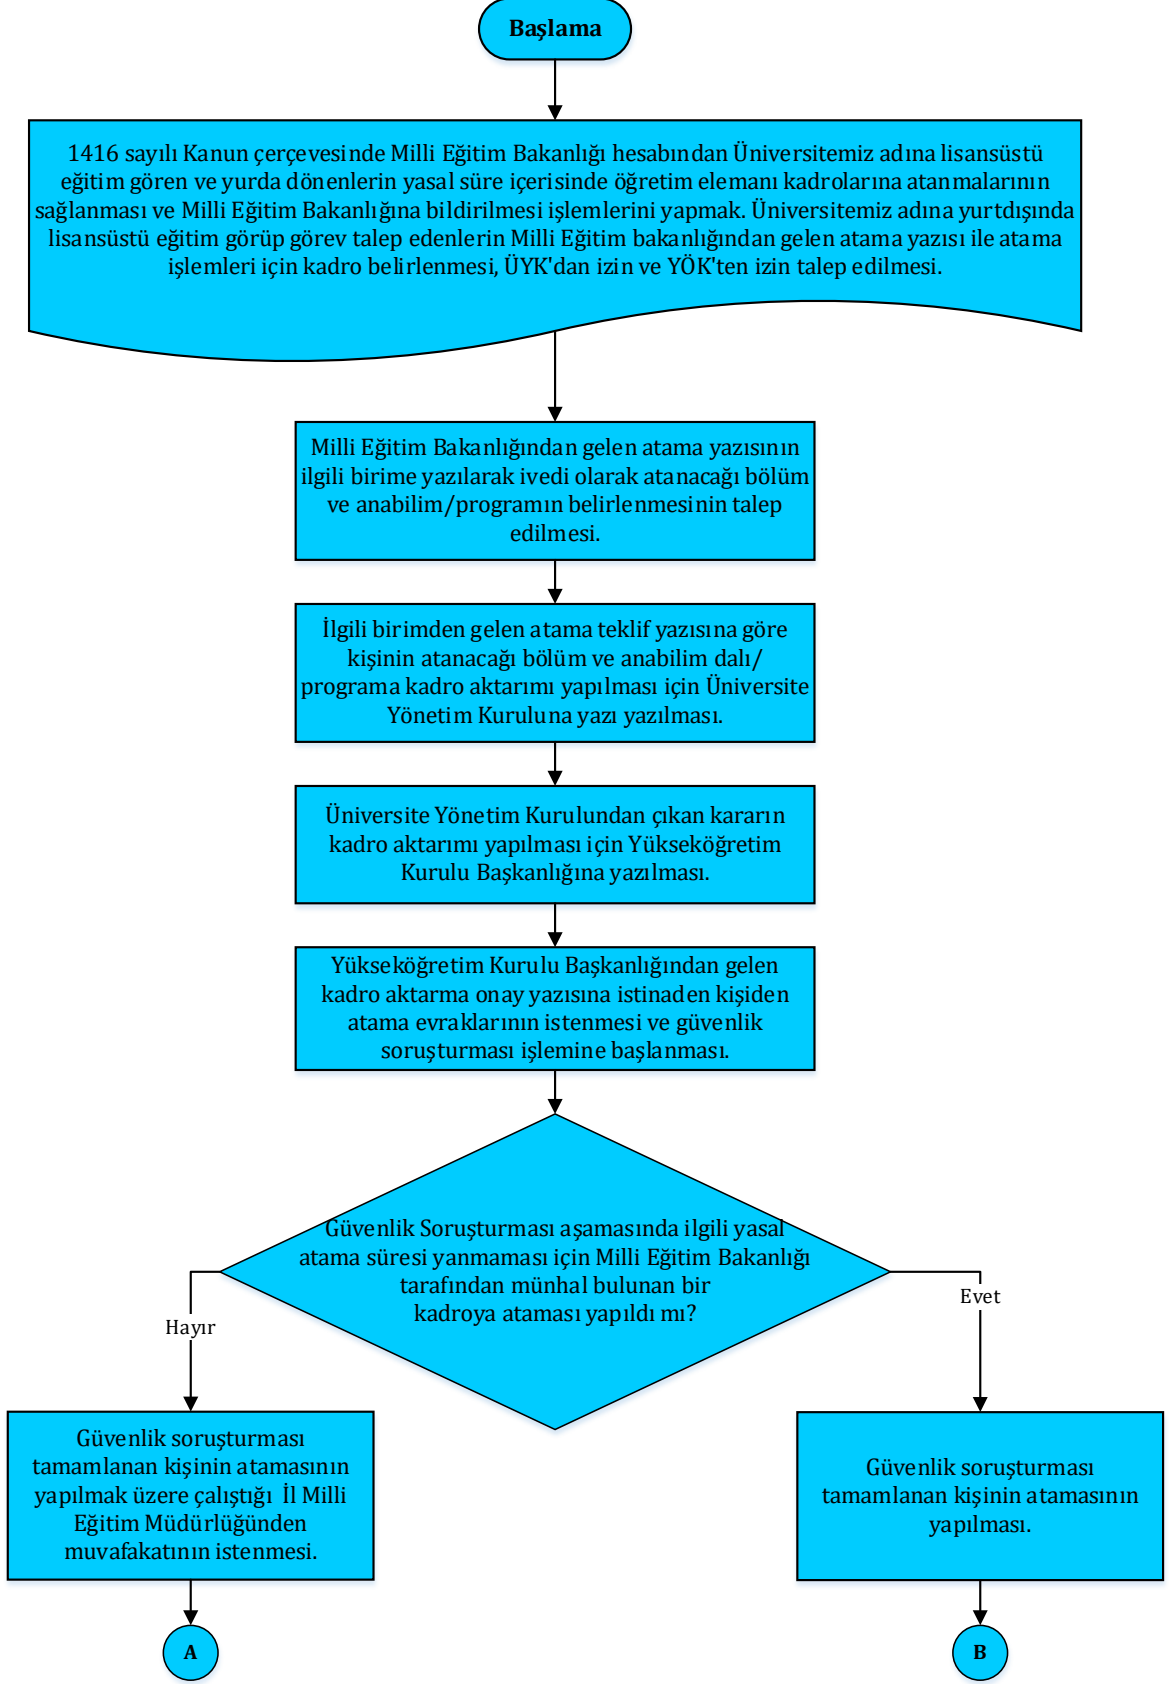 Başlama
1416 sayılı Kanun çerçevesinde Milli Eğitim Bakanlığı hesabından Üniversitemiz adına lisansüstü
eğitim gören ve yurda dönenlerin yasal süre içerisinde öğretim elemanı kadrolarına atanmalarının
sağlanması ve Milli Eğitim Bakanlığına bildirilmesi işlemlerini yapmak. Üniversitemiz adına yurtdışında
lisansüstü eğitim görüp görev talep edenlerin Milli Eğitim bakanlığından gelen atama yazısı ile atama
işlemleri için kadro belirlenmesi, ÜYK'dan izin ve YÖK'ten izin talep edilmesi.
Milli Eğitim Bakanlığından gelen atama yazısının
ilgili birime yazılarak ivedi olarak atanacağı bölüm
ve anabilim/programın belirlenmesinin talep
edilmesi.
İlgili birimden gelen atama teklif yazısına göre
kişinin atanacağı bölüm ve anabilim dalı/
programa kadro aktarımı yapılması için Üniversite
Yönetim Kuruluna yazı yazılması.
Üniversite Yönetim Kurulundan çıkan kararın
kadro aktarımı yapılması için Yükseköğretim
Kurulu Başkanlığına yazılması.
Yükseköğretim Kurulu Başkanlığından gelen
kadro aktarma onay yazısına istinaden kişiden
atama evraklarının istenmesi ve güvenlik
soruşturması işlemine başlanması.
Güvenlik Soruşturması aşamasında ilgili yasal
atama süresi yanmaması için Milli Eğitim Bakanlığı
tarafından münhal bulunan bir
kadroya ataması yapıldı mı?
Hayır
Evet
Güvenlik soruşturması
tamamlanan kişinin atamasının
yapılmak üzere çalıştığı İl Milli
Eğitim Müdürlüğünden
muvafakatının istenmesi.
Güvenlik soruşturması
tamamlanan kişinin atamasının
yapılması.
A
B